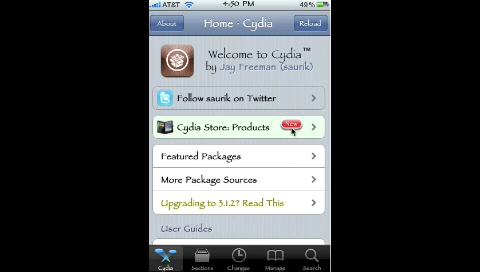 AT&T 4:50 PM 49%
About Home - Cydia Reload
Welcome to Cydia™
by Jay Freeman (saurik)
Follow saurik on Twitter
Cydia Store: Products New
Featured Packages
More Package Sources
Upgrading to 3.1.2? Read This
User Guides
Cydia Sections Changes Manage Search